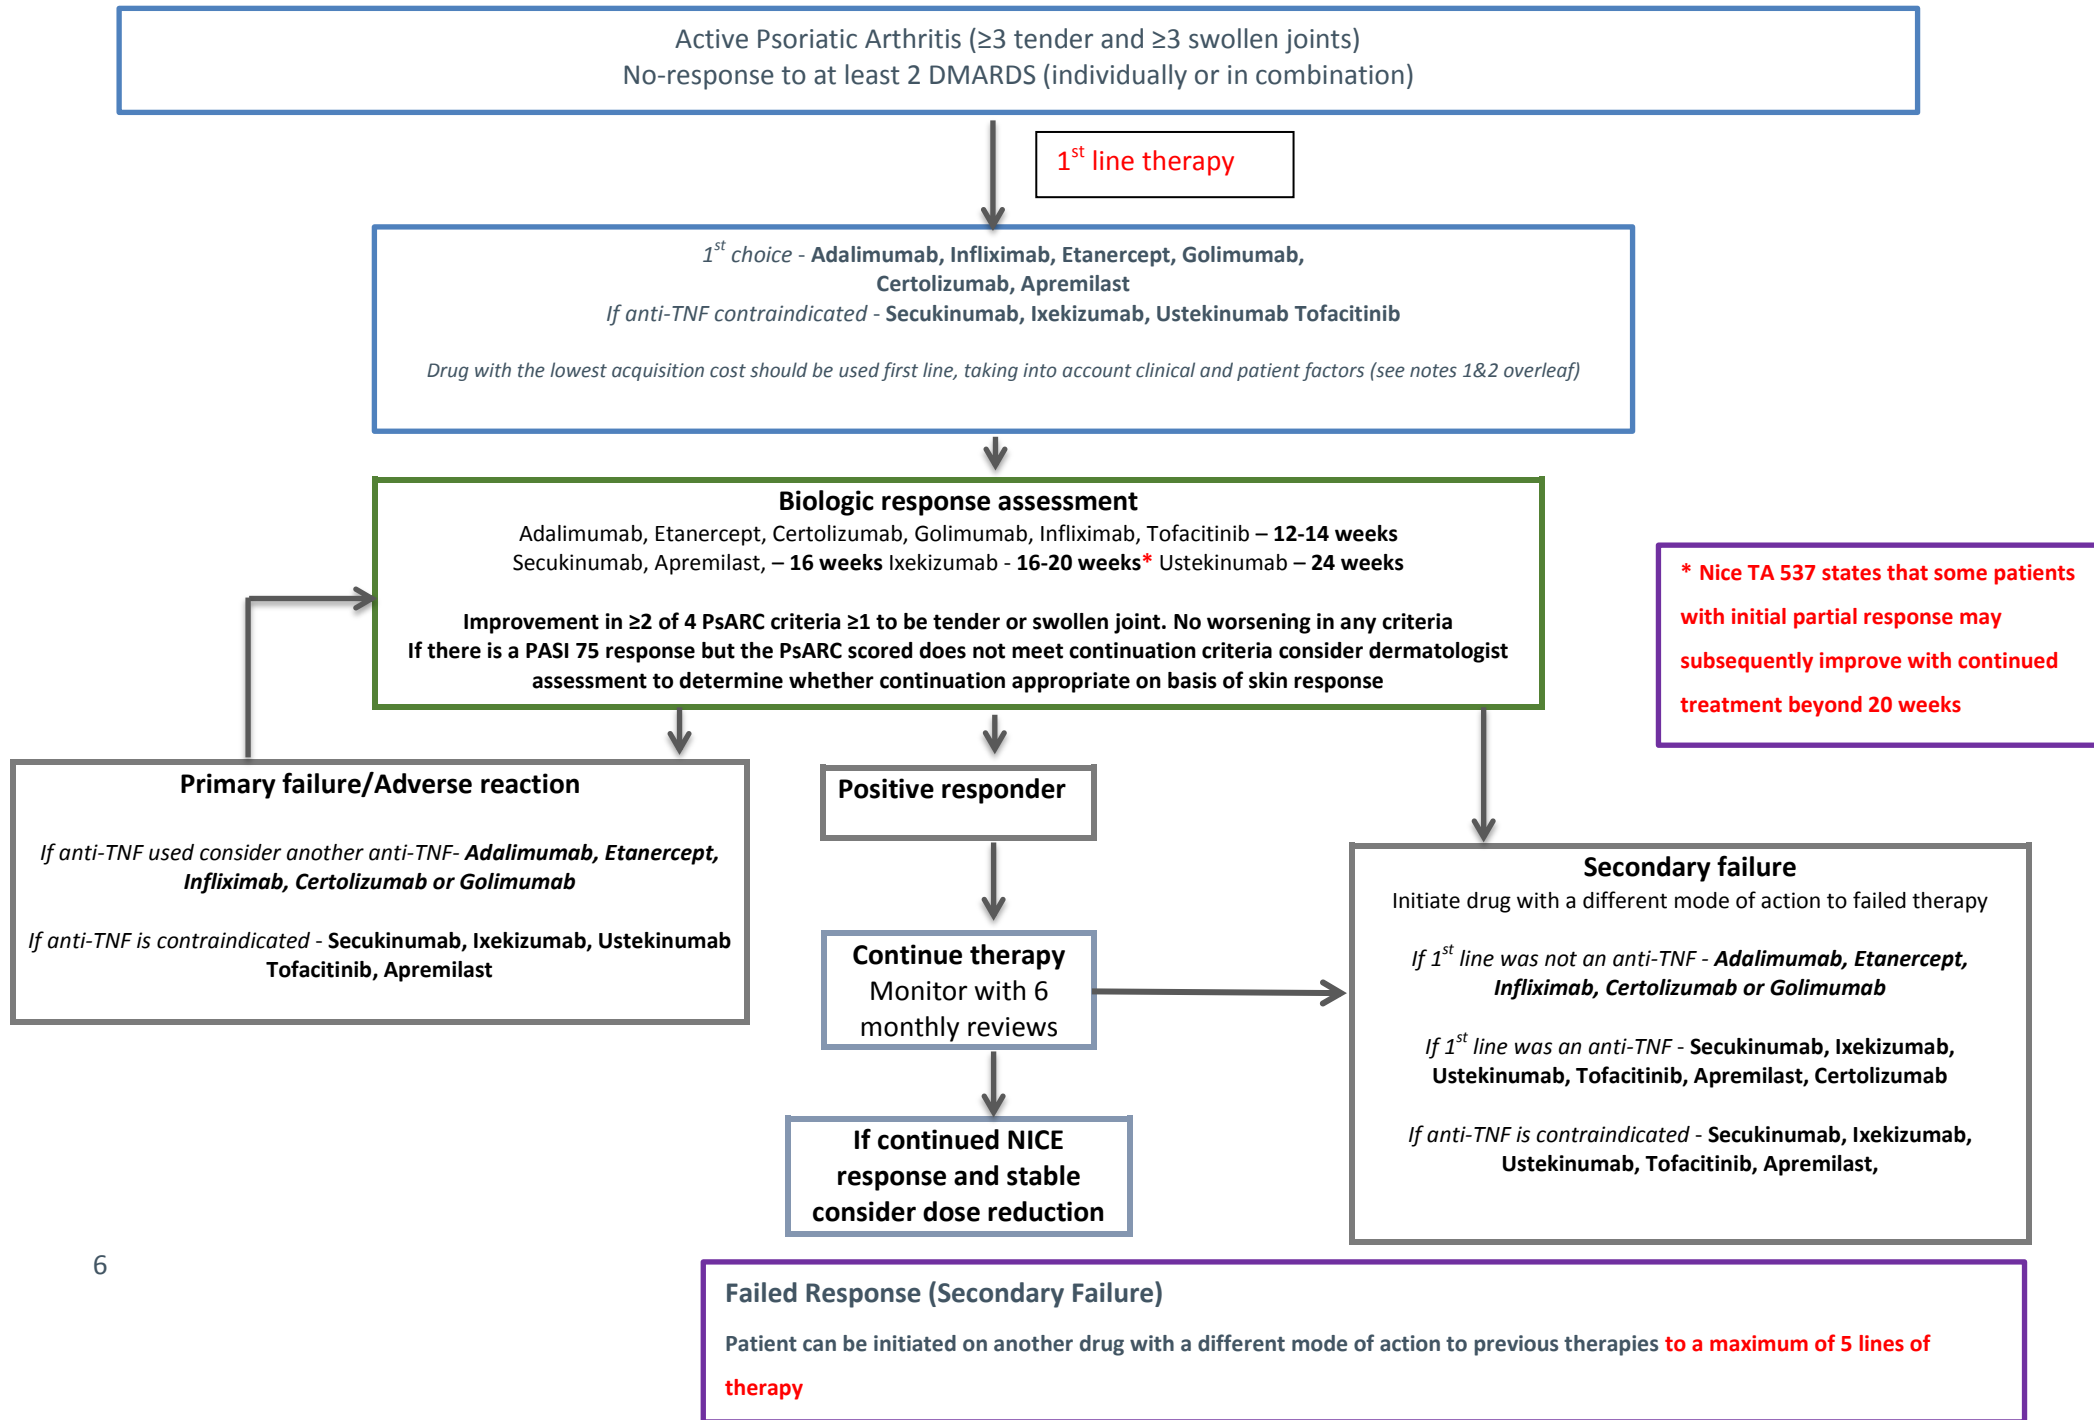 Active Psoriatic Arthritis (≥3 tender and ≥3 swollen joints)
No-response to at least 2 DMARDS (individually or in combination)
1st line therapy
1st choice - Adalimumab, Infliximab, Etanercept, Golimumab,
Certolizumab, Apremilast
If anti-TNF contraindicated - Secukinumab, Ixekizumab, Ustekinumab Tofacitinib
Drug with the lowest acquisition cost should be used first line, taking into account clinical and patient factors (see notes 1&2 overleaf)
Biologic response assessment
Adalimumab, Etanercept, Certolizumab, Golimumab, Infliximab, Tofacitinib – 12-14 weeks
Secukinumab, Apremilast, – 16 weeks Ixekizumab - 16-20 weeks* Ustekinumab – 24 weeks
Improvement in ≥2 of 4 PsARC criteria ≥1 to be tender or swollen joint. No worsening in any criteria
If there is a PASI 75 response but the PsARC scored does not meet continuation criteria consider dermatologist
assessment to determine whether continuation appropriate on basis of skin response
* Nice TA 537 states that some patients
with initial partial response may
subsequently improve with continued
treatment beyond 20 weeks
Primary failure/Adverse reaction
If anti-TNF used consider another anti-TNF- Adalimumab, Etanercept,
Infliximab, Certolizumab or Golimumab
If anti-TNF is contraindicated - Secukinumab, Ixekizumab, Ustekinumab
Tofacitinib, Apremilast
Positive responder
Continue therapy
Monitor with 6
monthly reviews
If continued NICE
response and stable
consider dose reduction
Secondary failure
Initiate drug with a different mode of action to failed therapy
If 1st line was not an anti-TNF - Adalimumab, Etanercept,
Infliximab, Certolizumab or Golimumab
If 1st line was an anti-TNF - Secukinumab, Ixekizumab,
Ustekinumab, Tofacitinib, Apremilast, Certolizumab
If anti-TNF is contraindicated - Secukinumab, Ixekizumab,
Ustekinumab, Tofacitinib, Apremilast,
6
Failed Response (Secondary Failure)
Patient can be initiated on another drug with a different mode of action to previous therapies to a maximum of 5 lines of
therapy